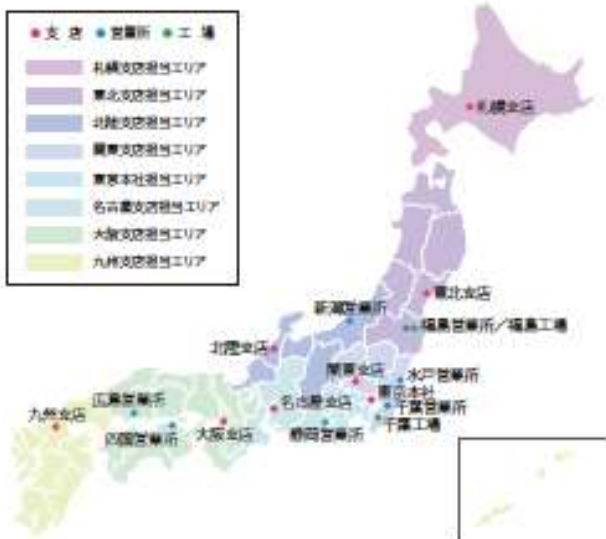 支店 営業所 工場
札幌支店担当エリア
東北支店担当エリア
北陸支店担当エリア
関東支店担当エリア
東京本社担当エリア
名古屋支店担当エリア
大阪支店担当エリア
九州支店担当エリア
札幌支店
東北支店
新潟営業所
福島営業所／福島工場
北陸支店
関東支店
水戸営業所
東京本社
千葉営業所
千葉工場
名古屋支店
静岡営業所
広島営業所
九州支店
四国営業所
大阪支店